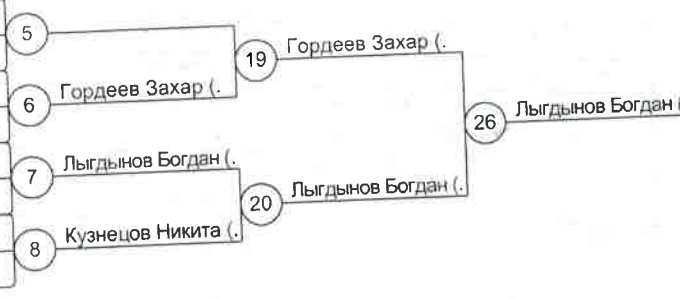 5
19
Гордеев Захар (.
6
Гордеев Захар (.
26
Лыгдынов Богдан (
7
Лыгдынов Богдан (.
20
Лыгдынов Богдан (.
8
Кузнецов Никита (.